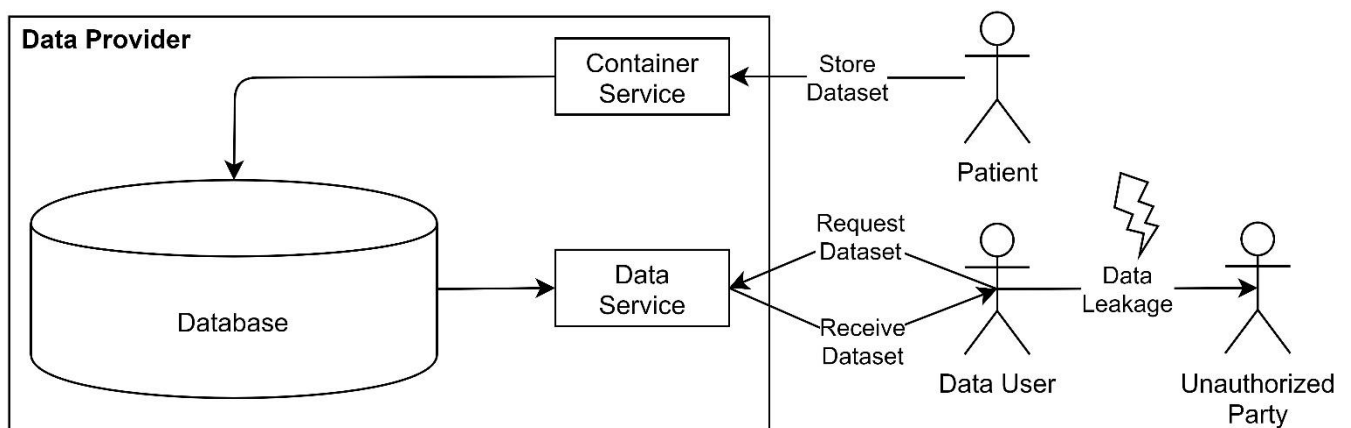 Data Provider
Container
Service
Store
Dataset
Patient
Request
Dataset
Data
Service
Database
Receive
Dataset
Data
Leakage
Data User
Unauthorized
Party